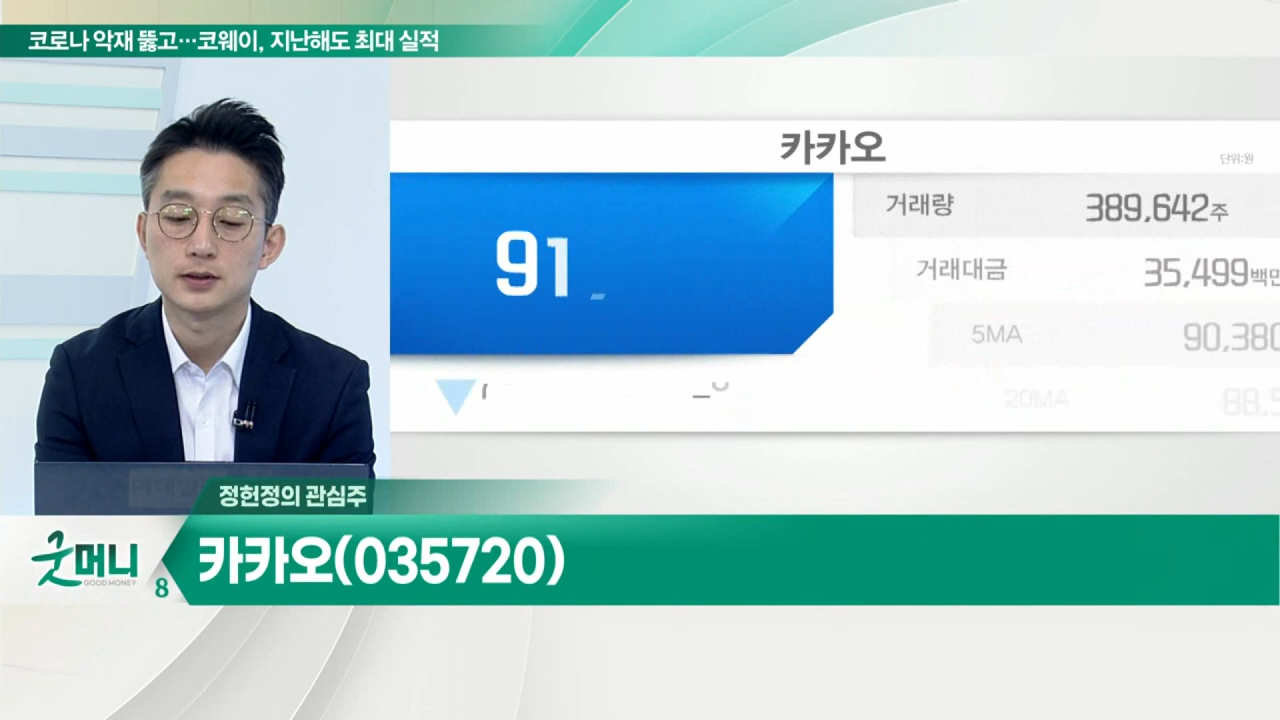 코로나 악재 뚫고…코웨이, 지난해도 최대 실적
카카오
단위:원
91
거래량 389,642주
거래대금 35,499백만
5MA 90,380
20MA 88,5
정헌정의 관심주
굿머니
GOOD MONEY
8
카카오(035720)